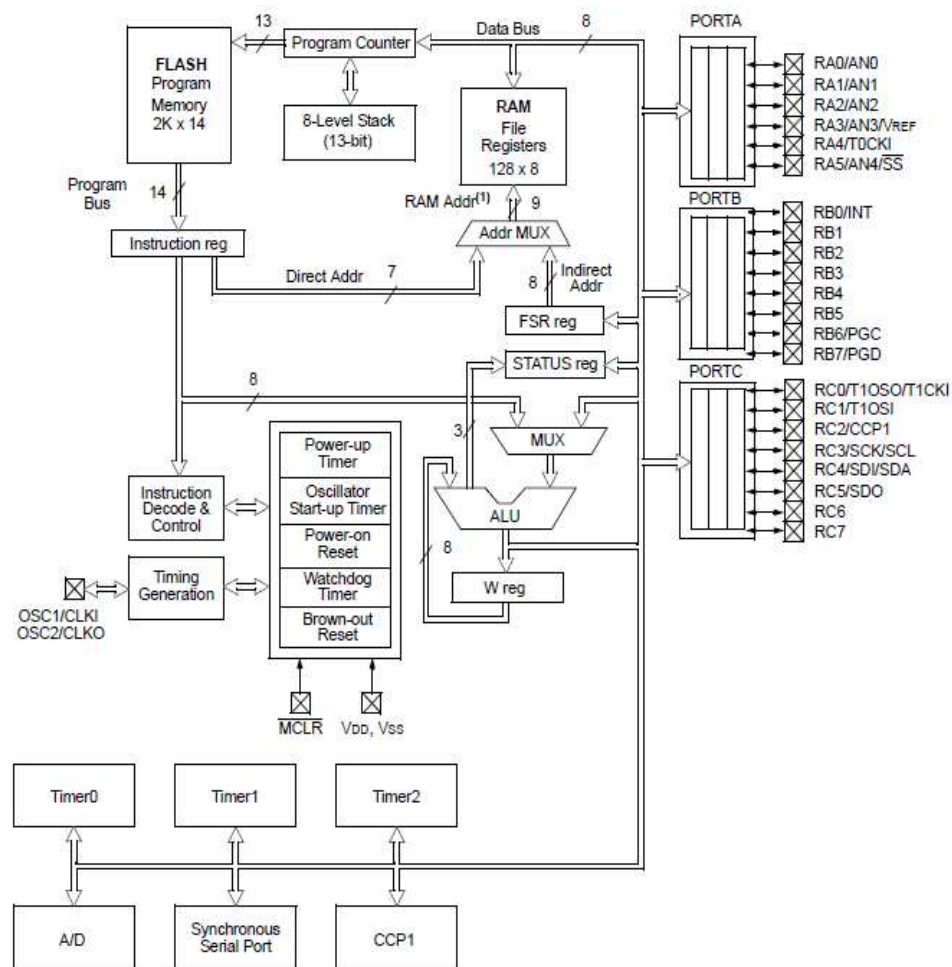 13
Program Counter
Data Bus
8
PORTA
FLASH
Program
Memory
2K x 14
8-Level Stack
(13-bit)
RAM
File
Registers
128 x 8
RA0/AN0
RA1/AN1
RA2/AN2
RA3/AN3/VREF
RA4/T0CKI
RA5/AN4/SS
Program
Bus
14
RAM Addr(1)
9
PORTB
Instruction reg
Addr MUX
Direct Addr
7
8
Indirect
Addr
FSR reg
RB0/INT
RB1
RB2
RB3
RB4
RB5
RB6/PGC
RB7/PGD
STATUS reg
PORTC
8
3
MUX
RC0/T1OSO/T1CKI
RC1/T1OSI
RC2/CCP1
RC3/SCK/SCL
RC4/SDI/SDA
RC5/SDO
RC6
RC7
Power-up
Timer
Oscillator
Start-up Timer
Power-on
Reset
Watchdog
Timer
Brown-out
Reset
Instruction
Decode &
Control
ALU
8
W reg
Timing
Generation
OSC1/CLKI
OSC2/CLKO
MCLR
VDD, VSS
Timer0
Timer1
Timer2
A/D
Synchronous
Serial Port
CCP1